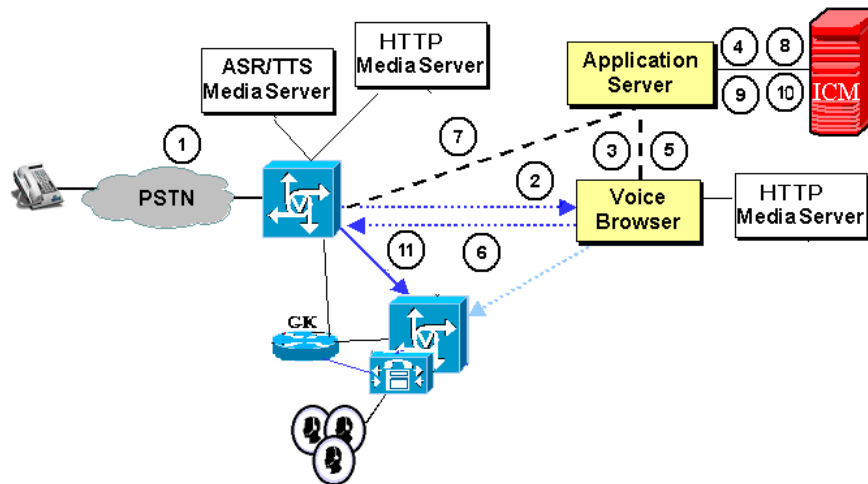 HTTP
Media Server
ASR/TTS
Media Server
Application
Server
4
8
9
10
ICM
1
7
3
5
PSTN
V
2
Voice
Browser
HTTP
Media Server
11
6
GK
V